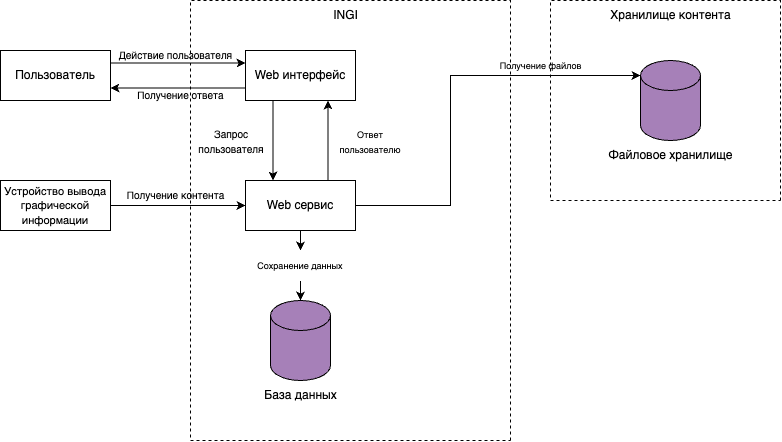 INGI
Хранилище контента
Действие пользователя
Пользователь
Web интерфейс
Получение ответа
Получение файлов
Файловое хранилище
Запрос
пользователя
Ответ
пользователю
Устройство вывода
графической
информации
Получение контента
Web сервис
Сохранение данных
База данных